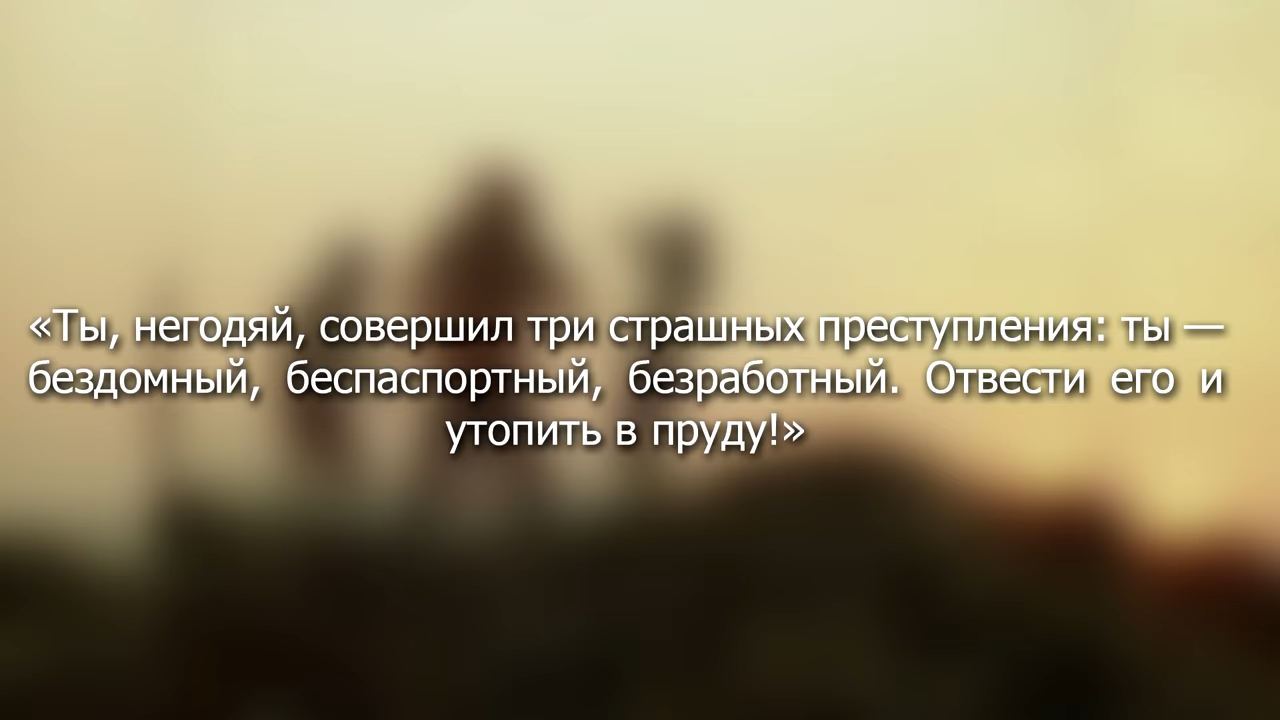 «Ты, негодяй, совершил три страшных преступления: ты —
бездомный, беспаспортный, безработный. Отвести его и
утопить в пруду!»